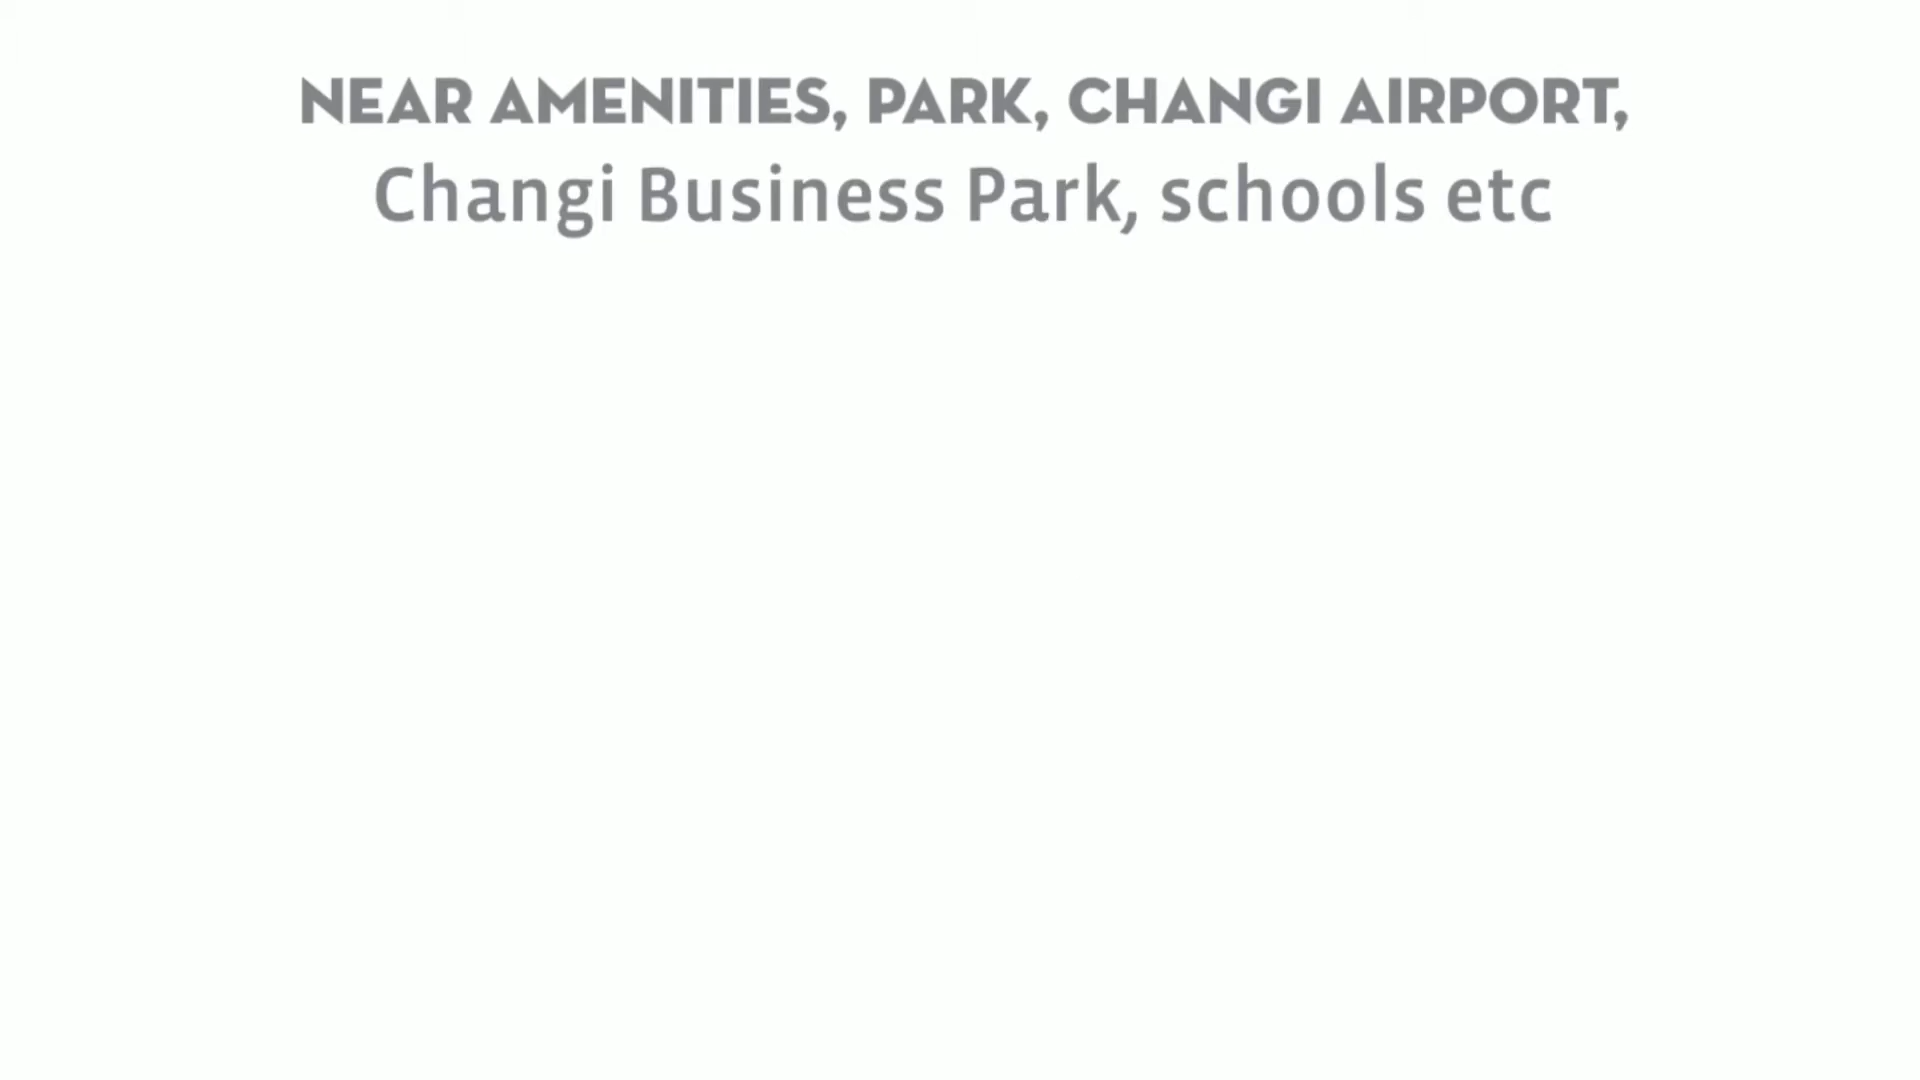 NEAR AMENITIES, PARK, CHANGI AIRPORT,
Changi Business Park, schools etc